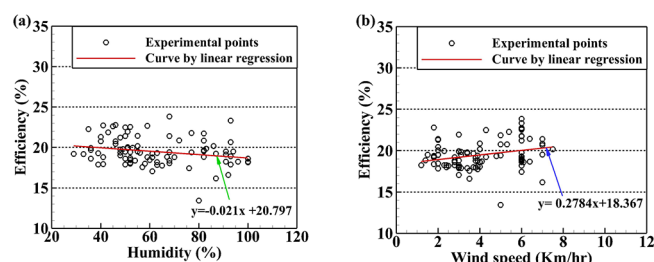 (a)
35
30
25
20
15
10
Efficiency (%)
Experimental points
Curve by linear regression
y=-0.021x +20.797
20
40
60
80
100
120
Humidity (%)
(b)
35
30
25
20
15
10
Efficiency (%)
Experimental points
Curve by linear regression
y= 0.2784x+18.367
0
2
4
6
8
10
Wind speed (Km/hr)